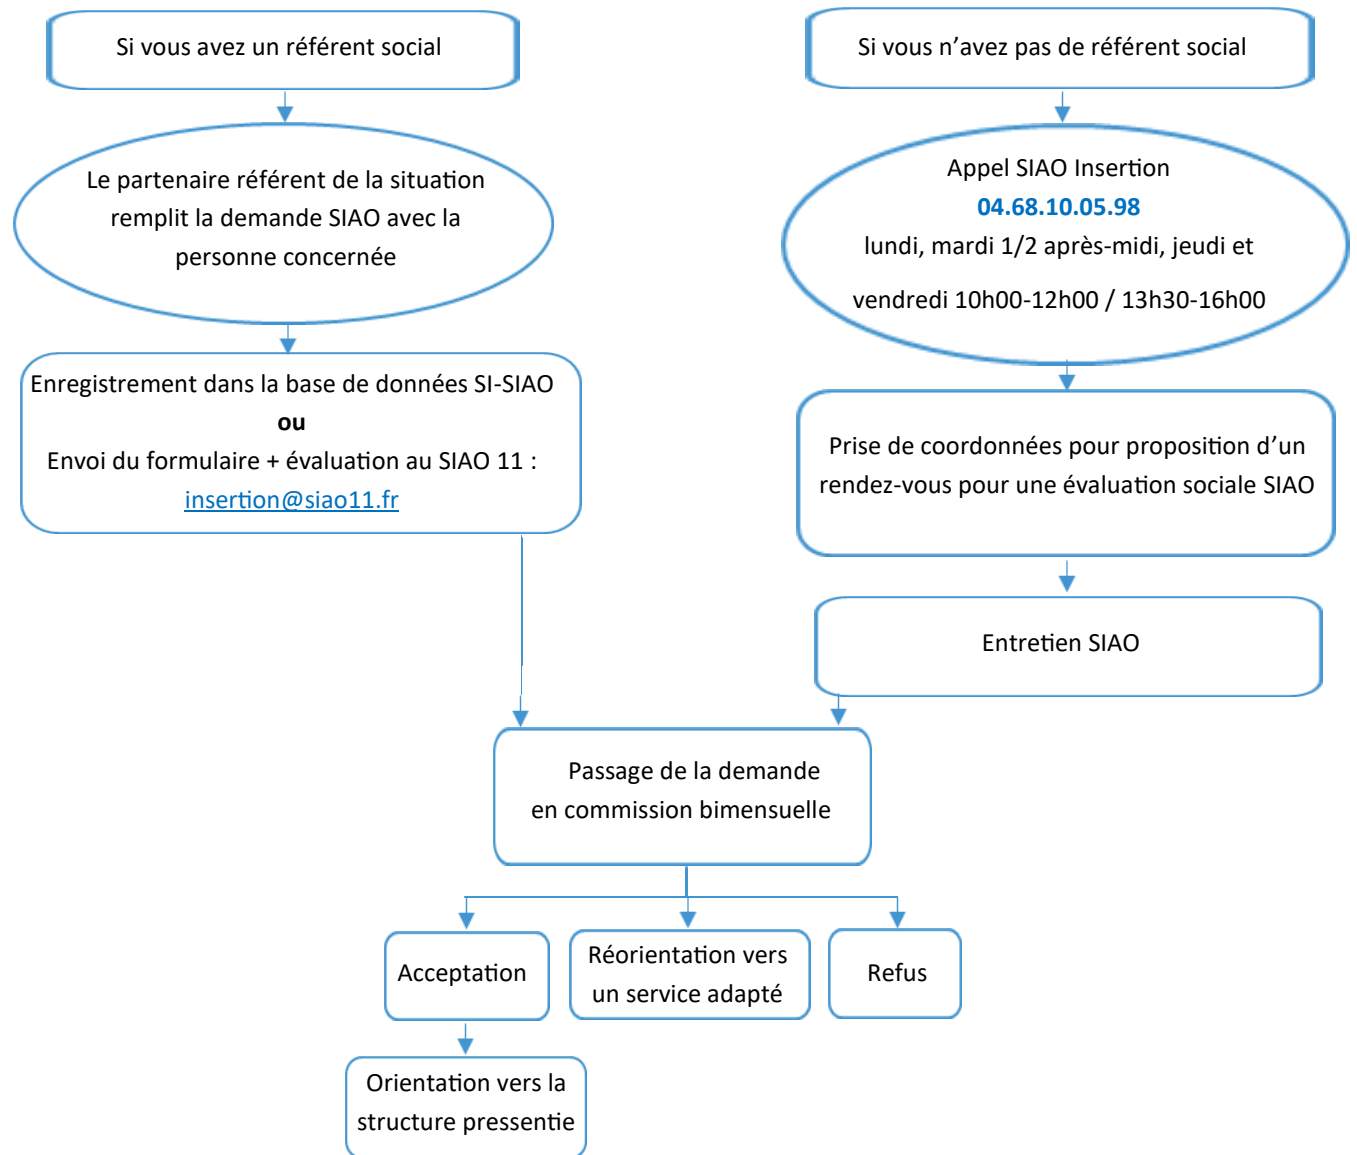 Si vous avez un référent social
Le partenaire référent de la situation
remplit la demande SIAO avec la
personne concernée
Enregistrement dans la base de données SI-SIAO
ou
Envoi du formulaire + évaluation au SIAO 11 :
insertion@siao11.fr
Si vous n’avez pas de référent social
Appel SIAO Insertion
04.68.10.05.98
lundi, mardi 1/2 après-midi, jeudi et
vendredi 10h00-12h00 / 13h30-16h00
Prise de coordonnées pour proposition d’un
rendez-vous pour une évaluation sociale SIAO
Entretien SIAO
Passage de la demande
en commission bimensuelle
Acceptation
Réorientation vers
un service adapté
Refus
Orientation vers la
structure pressentie